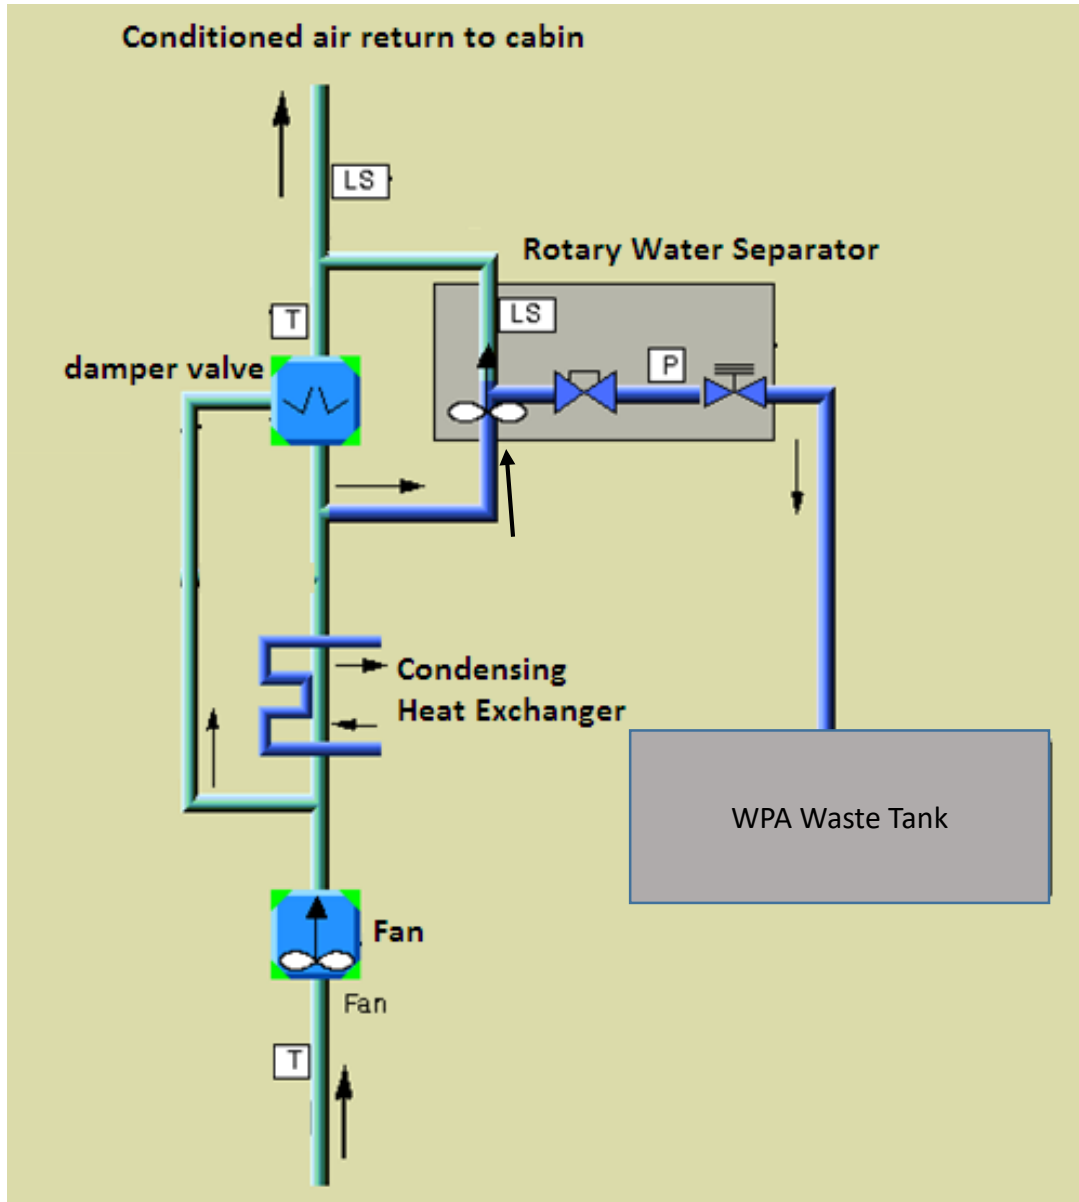 Conditioned air return to cabin
LS
Rotary Water Separator
LS
T
P
damper valve
Condensing
Heat Exchanger
WPA Waste Tank
Fan
Fan
T